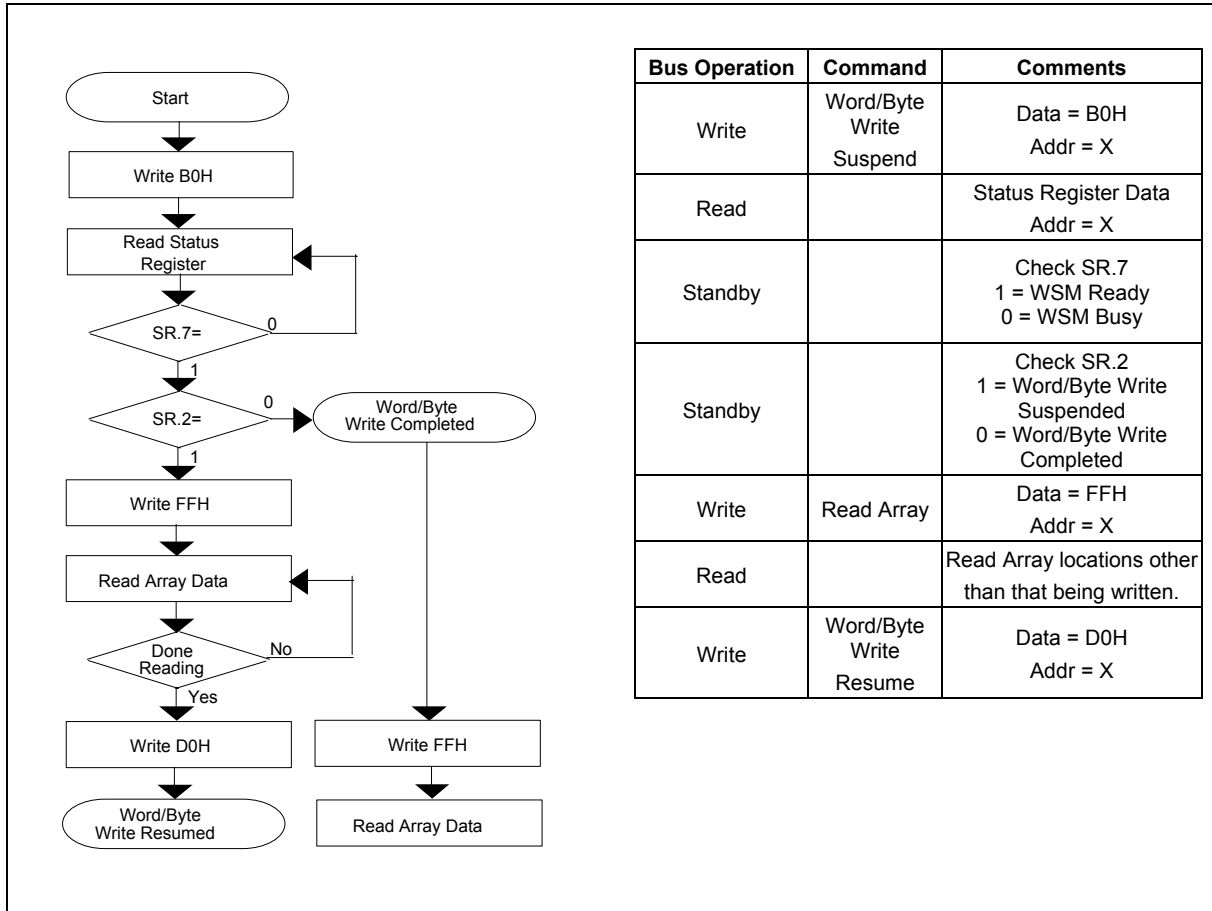 Start
Write B0H
Read Status
Register
SR.7=
0
1
SR.2=
0
1
Word/Byte
Write Completed
Write FFH
Read Array Data
Done
Reading
No
Yes
Write D0H
Word/Byte
Write Resumed
Write FFH
Read Array Data
Bus Operation Command Comments
Write
Word/Byte
Write
Suspend
Data = B0H
Addr = X
Read
Status Register Data
Addr = X
Standby
Check SR.7
1 = WSM Ready
0 = WSM Busy
Standby
Check SR.2
1 = Word/Byte Write
Suspended
0 = Word/Byte Write
Completed
Write
Read Array
Data = FFH
Addr = X
Read
Read Array locations other
than that being written.
Write
Word/Byte
Write
Resume
Data = D0H
Addr = X